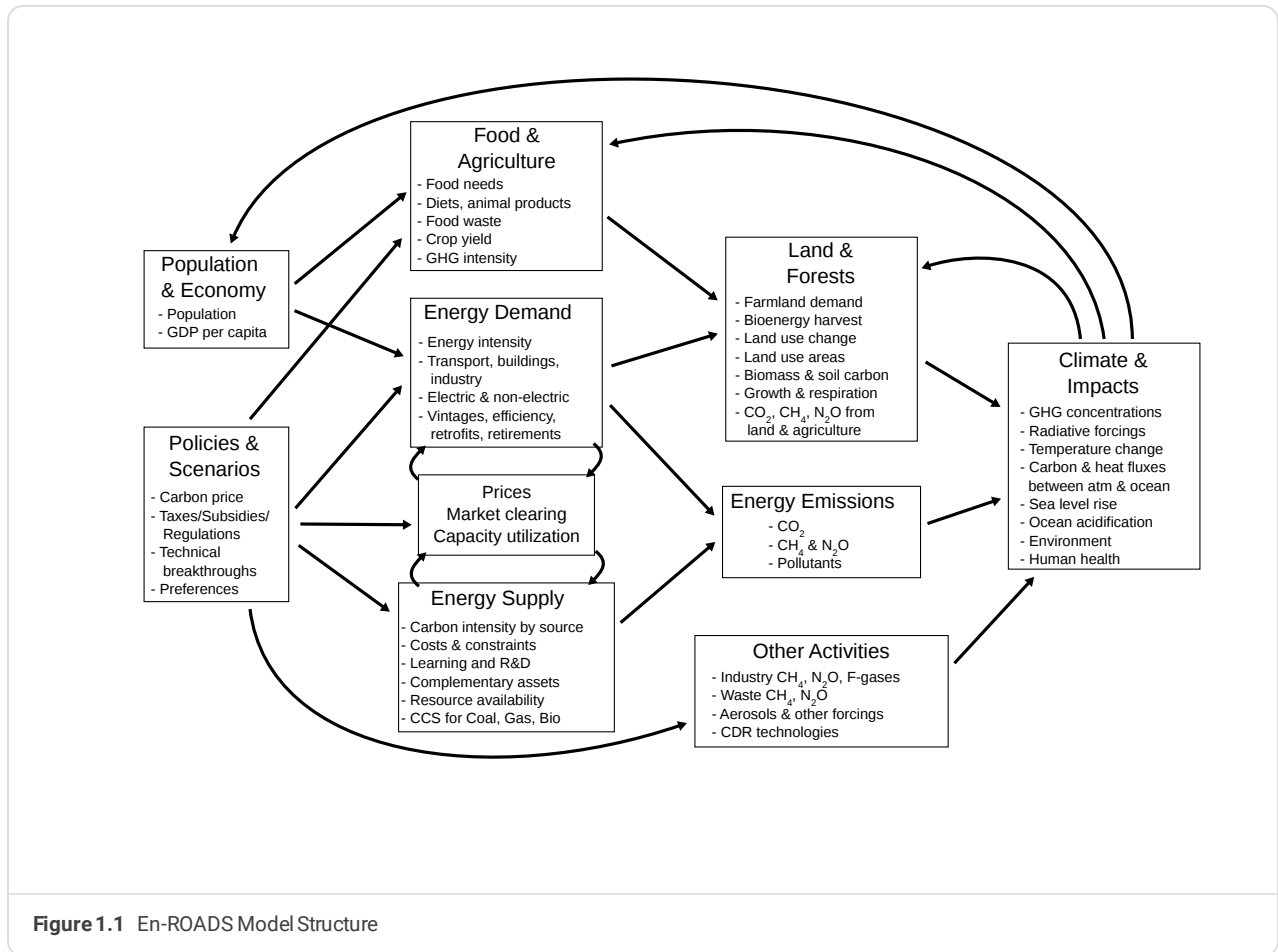 Food &
Agriculture
- Food needs
- Diets, animal products
- Food waste
- Crop yield
- GHG intensity
Population
& Economy
- Population
- GDP per capita
Energy Demand
- Energy intensity
- Transport, buildings,
industry
- Electric & non-electric
- Vintages, efficiency,
retrofits, retirements
Land &
Forests
- Farmland demand
- Bioenergy harvest
- Land use change
- Land use areas
- Biomass & soil carbon
- Growth & respiration
- CO₂, CH₄, N₂O from
land & agriculture
Climate &
Impacts
- GHG concentrations
- Radiative forcings
- Temperature change
- Carbon & heat fluxes
between atm & ocean
- Sea level rise
- Ocean acidification
- Environment
- Human health
Policies &
Scenarios
- Carbon price
- Taxes/Subsidies/
Regulations
- Technical
breakthroughs
- Preferences
Prices
Market clearing
Capacity utilization
Energy Emissions
- CO₂
- CH₄ & N₂O
- Pollutants
Energy Supply
- Carbon intensity by source
- Costs & constraints
- Learning and R&D
- Complementary assets
- Resource availability
- CCS for Coal, Gas, Bio
Other Activities
- Industry CH₄, N₂O, F-gases
- Waste CH₄, N₂O
- Aerosols & other forcings
- CDR technologies
Figure 1.1 En-ROADS Model Structure